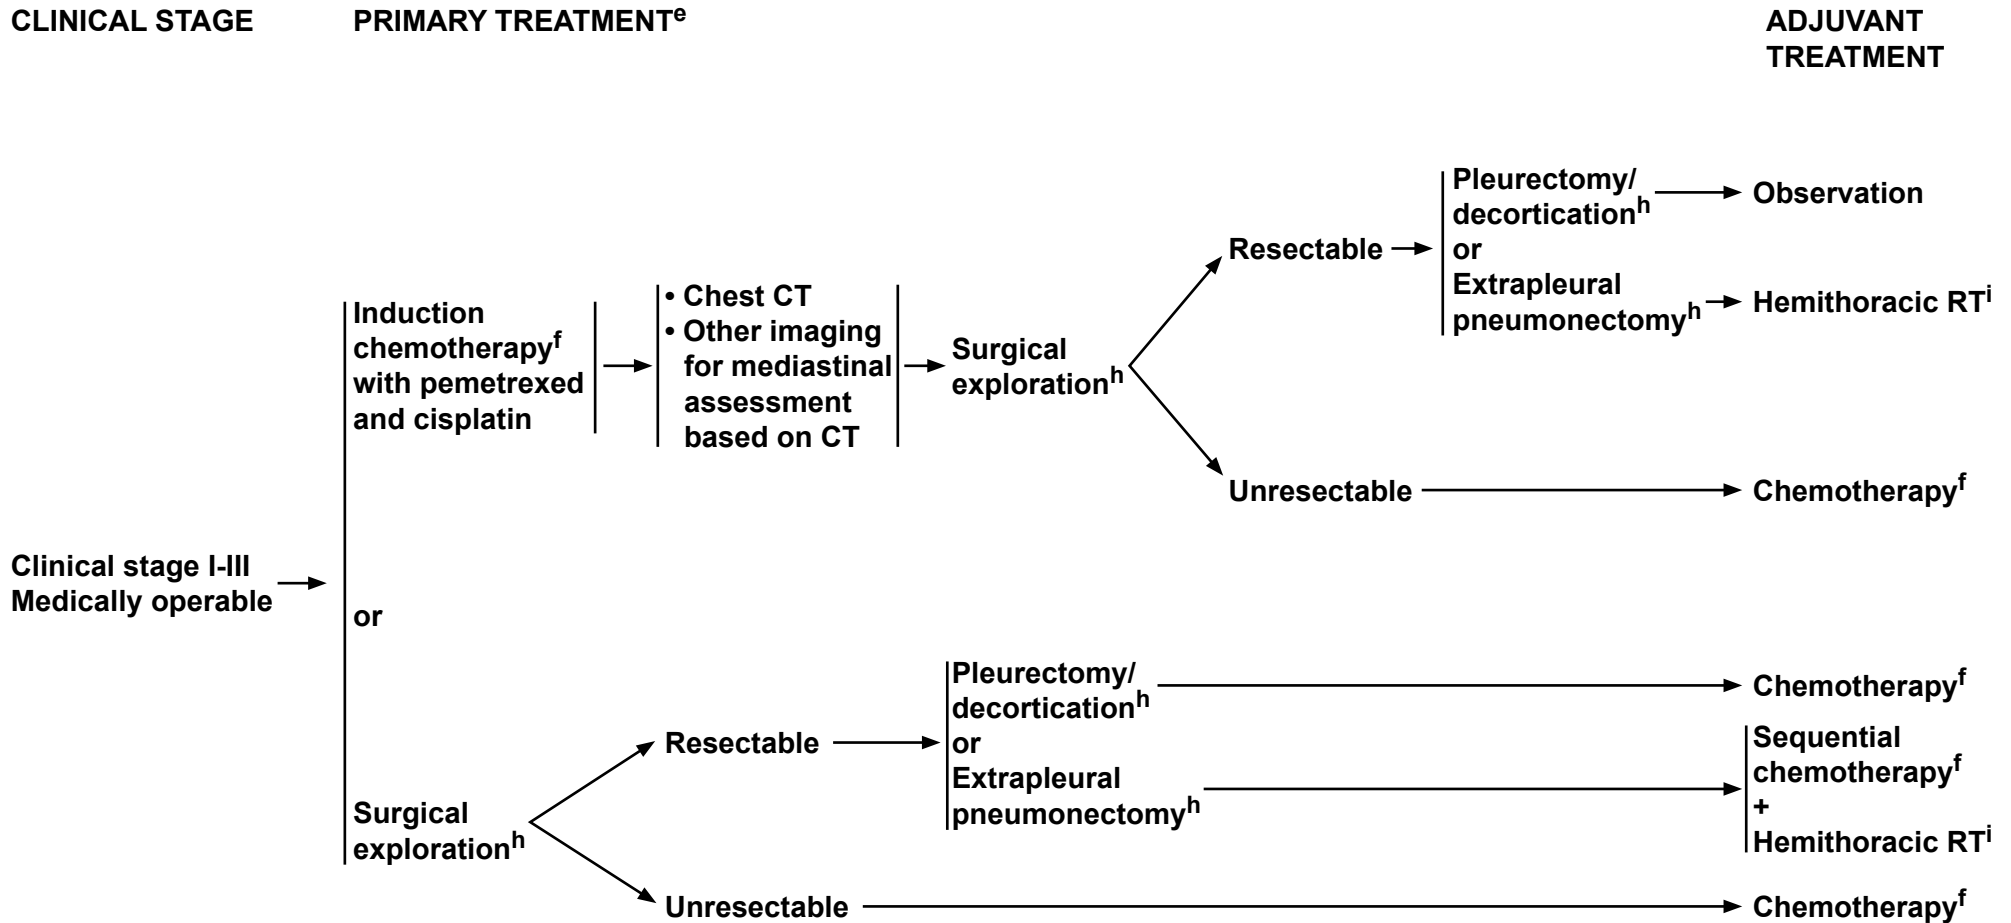 CLINICAL STAGE
PRIMARY TREATMENTe
ADJUVANT
TREATMENT
Clinical stage I-III
Medically operable
Induction
chemotherapyf
with pemetrexed
and cisplatin
• Chest CT
• Other imaging
for mediastinal
assessment
based on CT
Surgical
explorationh
Resectable
Pleurectomy/
decorticationh
or
Extrapleural
pneumonectomyh
Observation
Hemithoracic RTi
Unresectable
Chemotherapyf
or
Surgical
explorationh
Resectable
Pleurectomy/
decorticationh
or
Extrapleural
pneumonectomyh
Chemotherapyf
Sequential
chemotherapyf
+
Hemithoracic RTi
Unresectable
Chemotherapyf